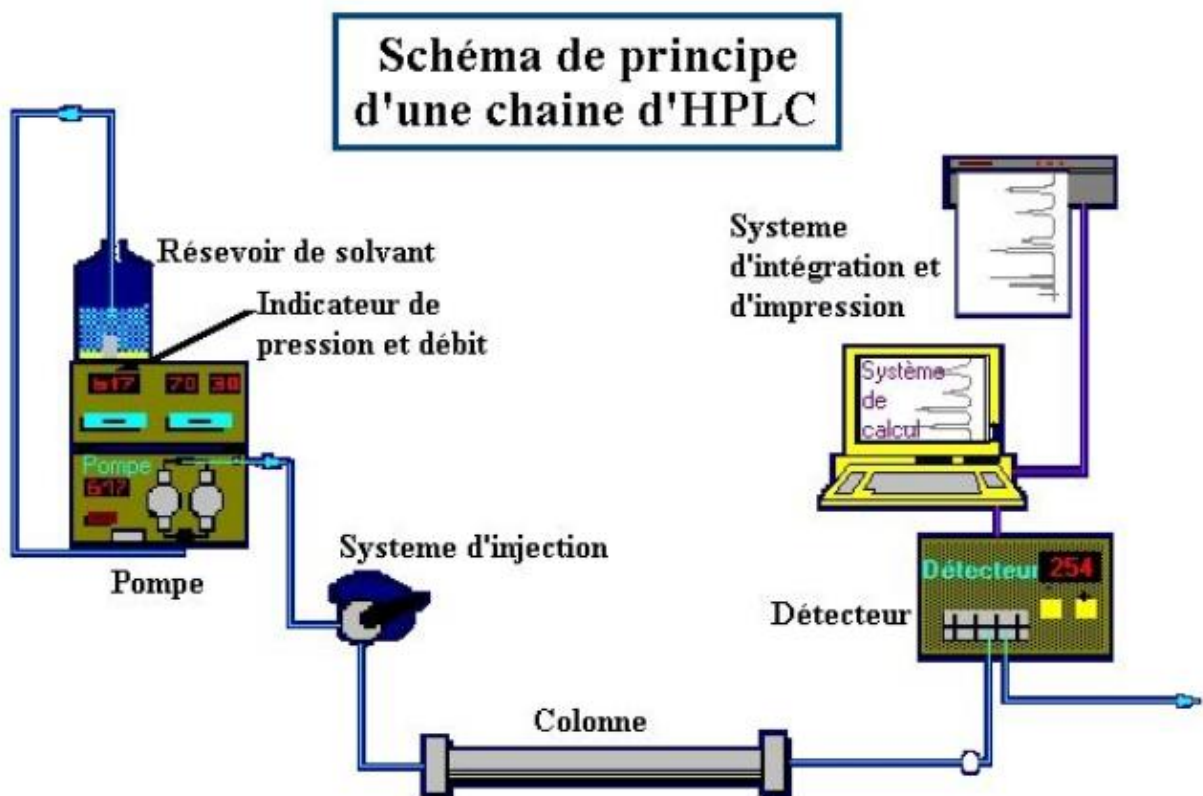 Schéma de principe
d'une chaine d'HPLC
Résevoir de solvant
Indicateur de
pression et débit
617
70
30
Pompe
617
Pompe
Systeme d'injection
Colonne
Systeme
d'intégration et
d'impression
Système
de
calcul
Détecteur
254
Détecteur